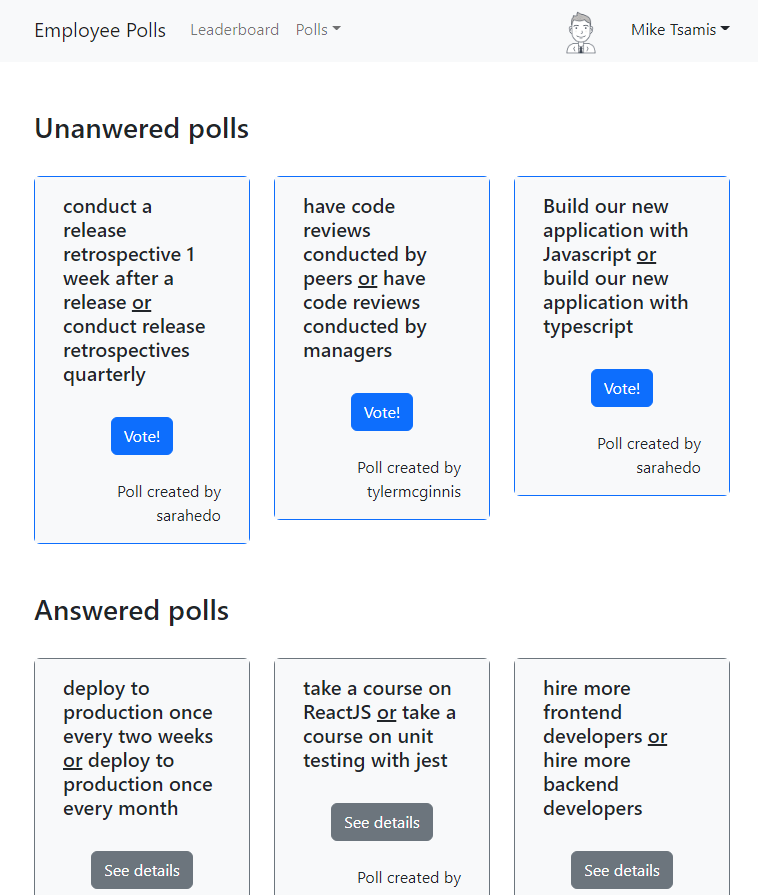 Employee Polls Leaderboard Polls Mike Tsamis
Unanwered polls
conduct a
release
retrospective 1
week after a
release or
conduct release
retrospectives
quarterly
Vote!
Poll created by
sarahedo
have code
reviews
conducted by
peers or have
code reviews
conducted by
managers
Vote!
Poll created by
tylermcginnis
Build our new
application with
Javascript or
build our new
application with
typescript
Vote!
Poll created by
sarahedo
Answered polls
deploy to
production once
every two weeks
or deploy to
production once
every month
See details
take a course on
ReactJS or take a
course on unit
testing with jest
See details
Poll created by
hire more
frontend
developers or
hire more
backend
developers
See details